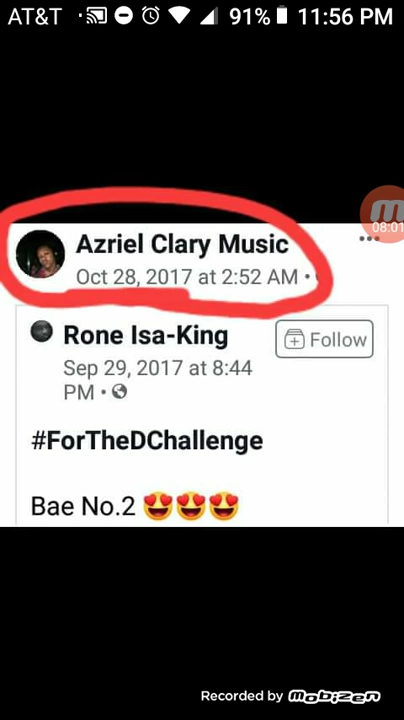 AT&T 91% 11:56 PM
08:01
Azriel Clary Music
Oct 28, 2017 at 2:52 AM •
Rone Isa-King
Follow
Sep 29, 2017 at 8:44
PM •
#ForTheDChallenge
Bae No.2 😍😍😍
Recorded by Mobizen